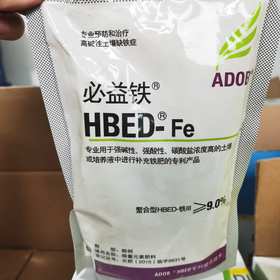 专业预防和治疗
高碱性土壤缺铁症
ADOB®
必益铁®
HBED-Fe®
专业用于强碱性、强酸性、碳酸盐浓度高的土壤
或培养液中进行补充铁肥的专利产品
螯合型HBED-铁用 ≥9.0%